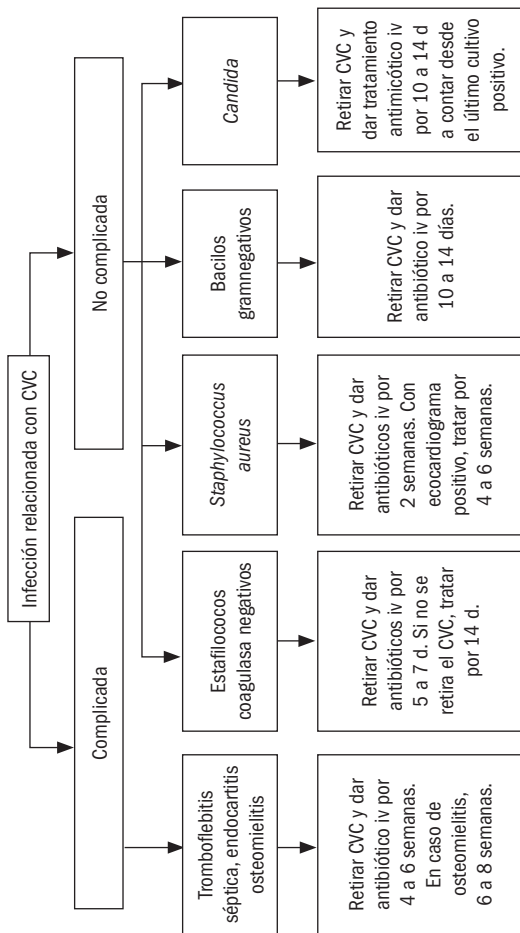 Infección relacionada con CVC
Complicada
No complicada
Tromboflebitis
séptica, endocartitis
osteomielitis
Estafilococos
coagulasa negativos
Staphylococcus
aureus
Bacilos
gramnegativos
Candida
Retirar CVC y dar
antibiótico iv por
4 a 6 semanas.
En caso de
osteomielitis,
6 a 8 semanas.
Retirar CVC y dar
antibióticos iv por
5 a 7 d. Si no se
retira el CVC, tratar
por 14 d.
Retirar CVC y dar
antibióticos iv por
2 semanas. Con
ecocardiograma
positivo, tratar por
4 a 6 semanas.
Retirar CVC y dar
antibiótico iv por
10 a 14 días.
Retirar CVC y
dar tratamiento
antimicótico iv
por 10 a 14 d
a contar desde
el último cultivo
positivo.